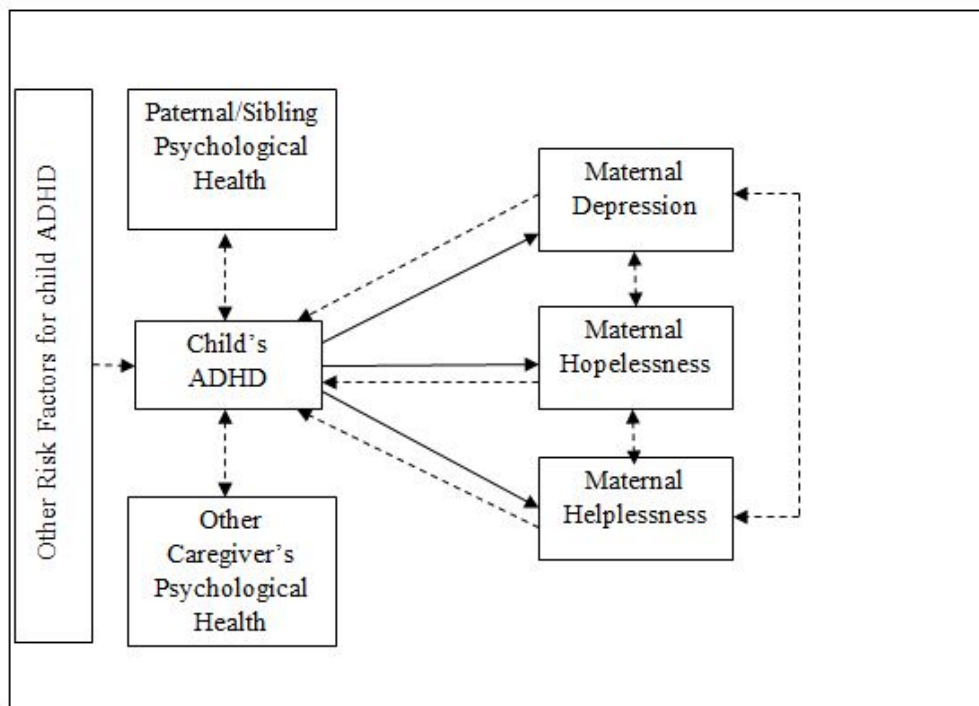 Other Risk Factors for child ADHD
Paternal/Sibling
Psychological
Health
Child’s
ADHD
Other
Caregiver’s
Psychological
Health
Maternal
Depression
Maternal
Hopelessness
Maternal
Helplessness